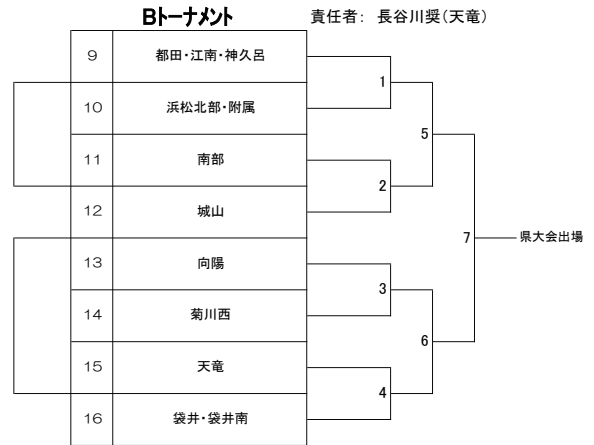 Bトーナメント 責任者: 長谷川奨(天竜)
9 都田・江南・神久呂
1
10 浜松北部・附属
5
11 南部
2
12 城山
7 県大会出場
13 向陽
3
14 菊川西
6
15 天竜
4
16 袋井・袋井南